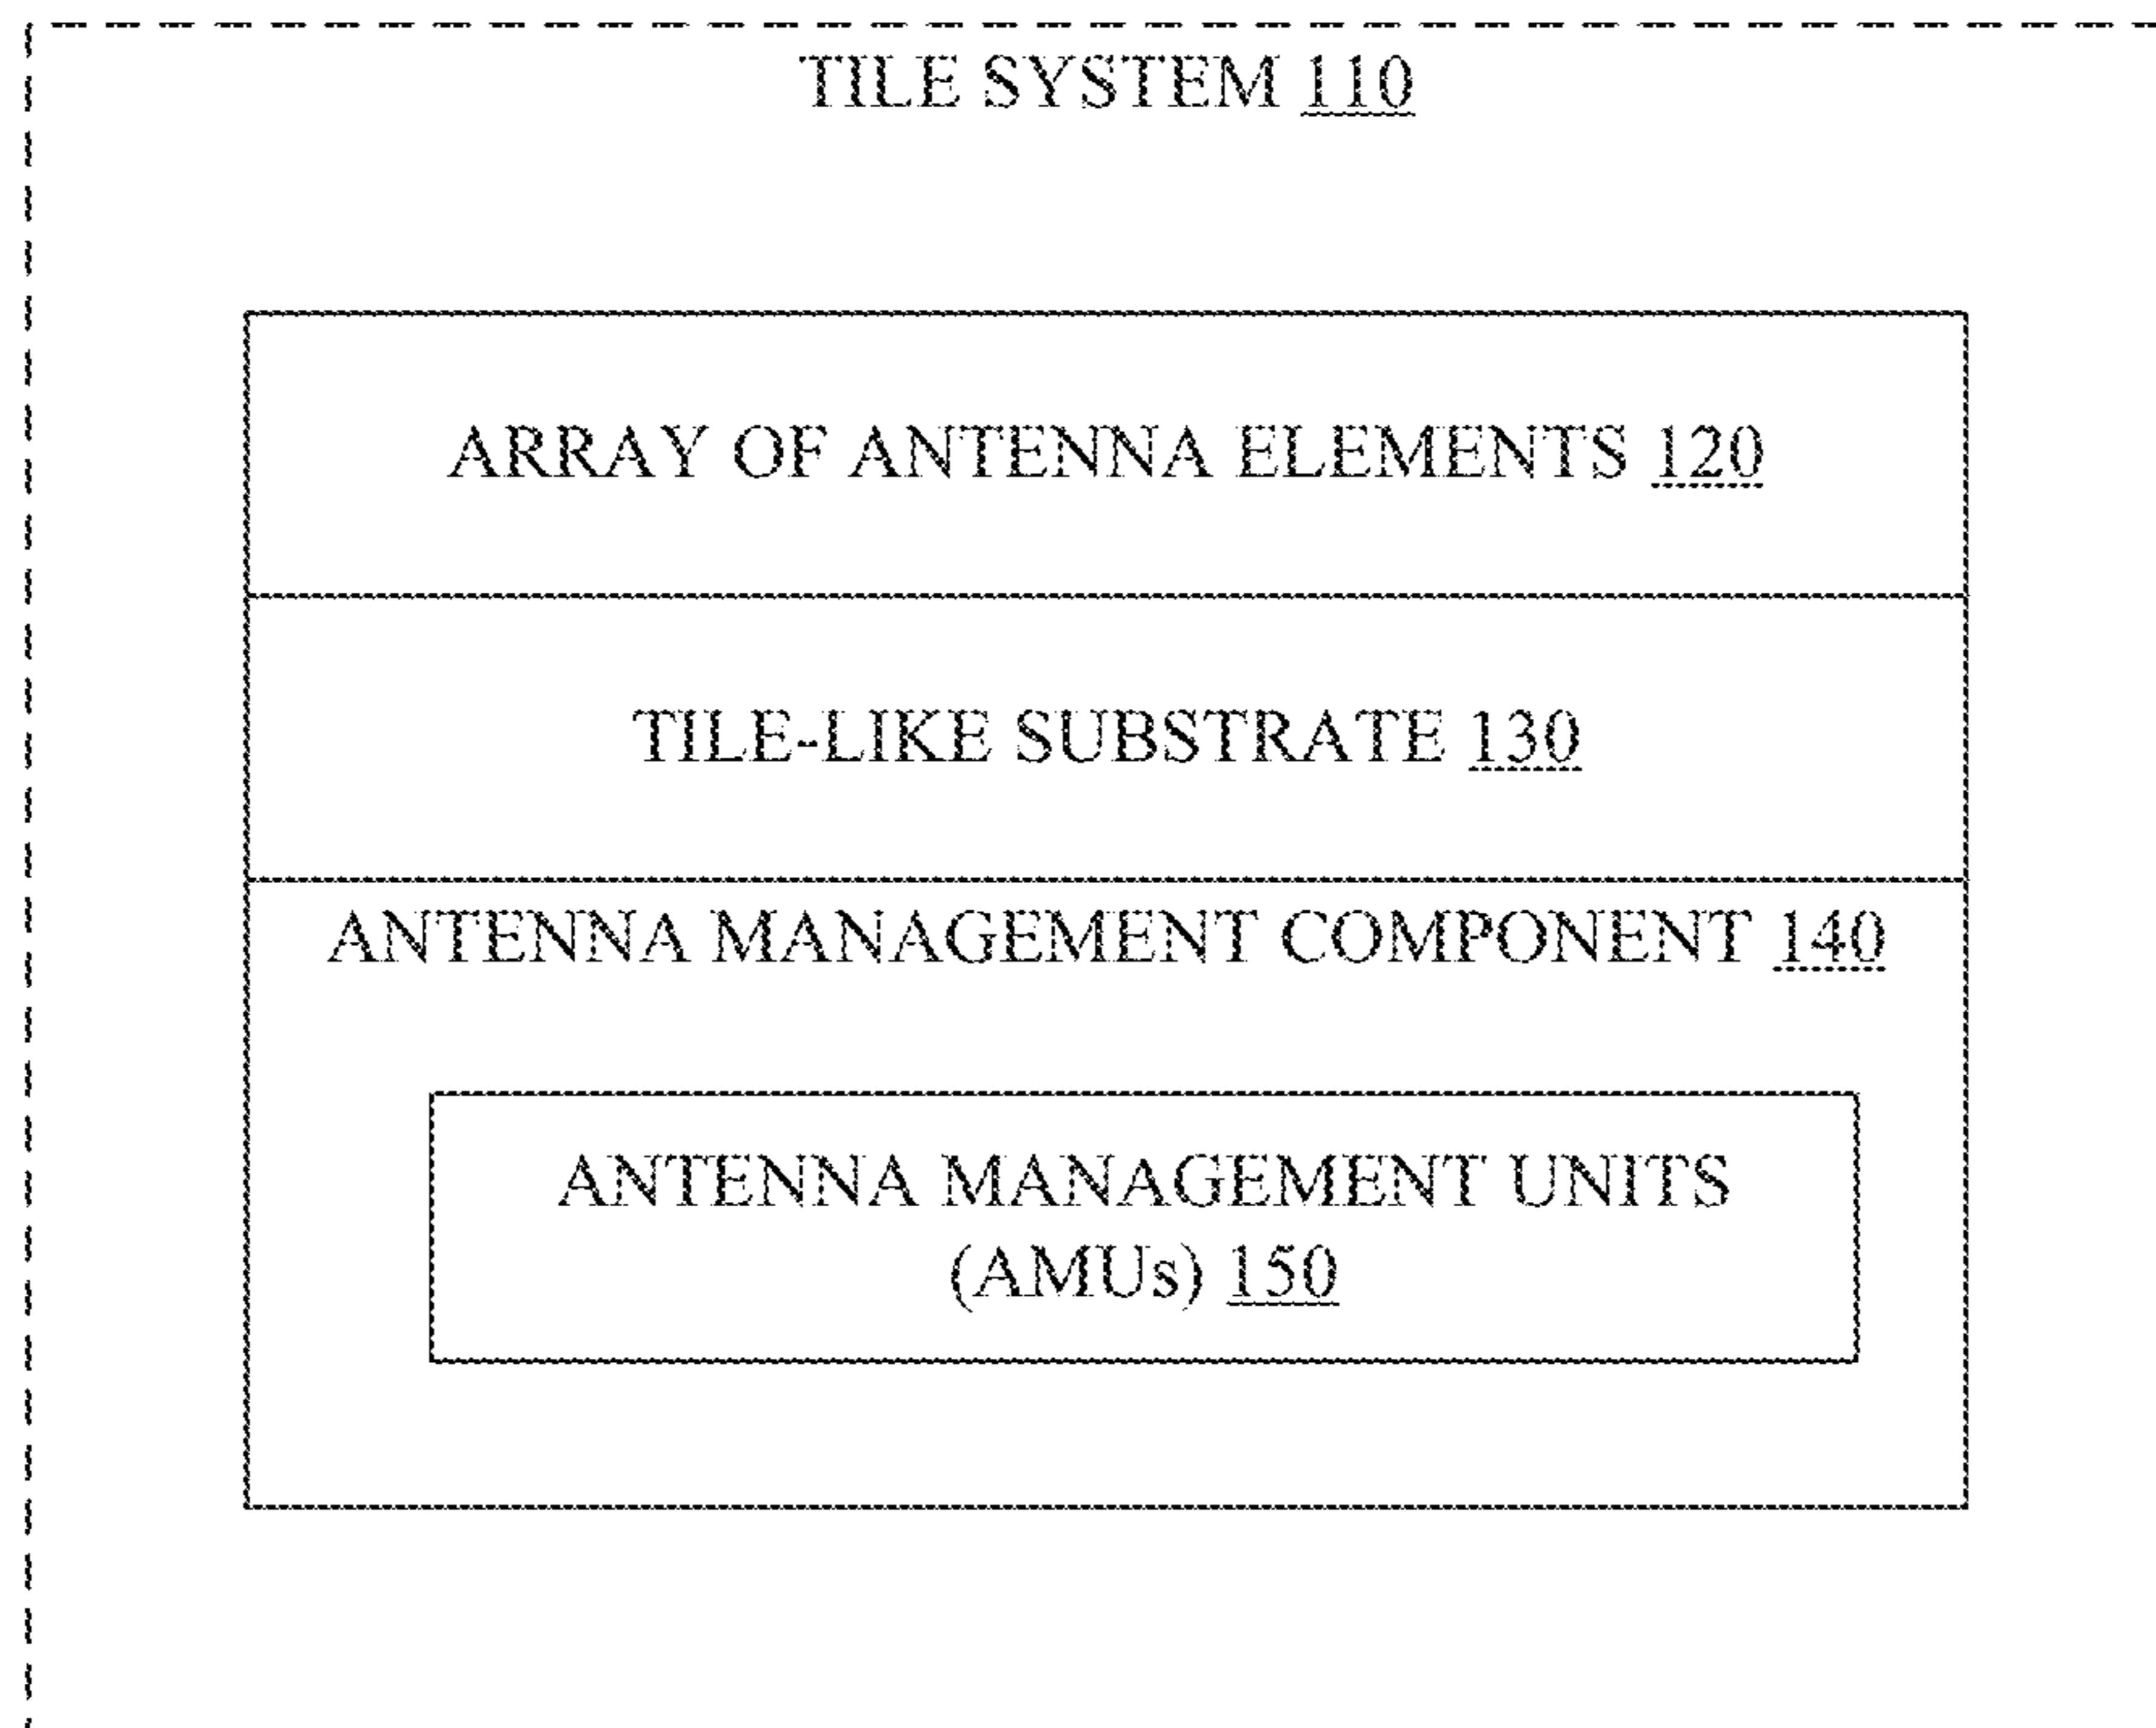 TILE SYSTEM 110
ARRAY OF ANTENNA ELEMENTS 120
TILE-LIKE SUBSTRATE 130
ANTENNA MANAGEMENT COMPONENT 140
ANTENNA MANAGEMENT UNITS
(AMUs) 150